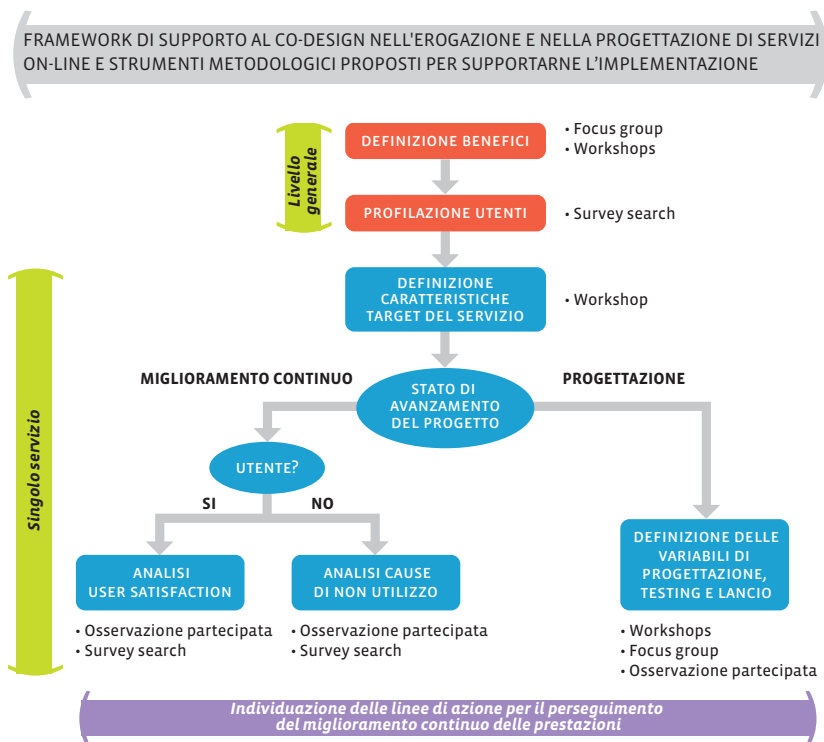 FRAMEWORK DI SUPPORTO AL CO-DESIGN NELL'EROGAZIONE E NELLA PROGETTAZIONE DI SERVIZI
ON-LINE E STRUMENTI METODOLOGICI PROPOSTI PER SUPPORTARNE L'IMPLEMENTAZIONE
Livello
generale
DEFINIZIONE BENEFICI
• Focus group
• Workshops
PROFILAZIONE UTENTI
• Survey search
Singolo servizio
DEFINIZIONE
CARATTERISTICHE
TARGET DEL SERVIZIO
• Workshop
MIGLIORAMENTO CONTINUO
STATO DI
AVANZAMENTO
DEL PROGETTO
PROGETTAZIONE
UTENTE?
SI
NO
ANALISI
USER SATISFACTION
• Osservazione partecipata
• Survey search
ANALISI CAUSE
DI NON UTILIZZO
• Osservazione partecipata
• Survey search
DEFINIZIONE DELLE
VARIABILI DI
PROGETTAZIONE,
TESTING E LANCIO
• Workshops
• Focus group
• Osservazione partecipata
Individuazione delle linee di azione per il perseguimento
del miglioramento continuo delle prestazioni